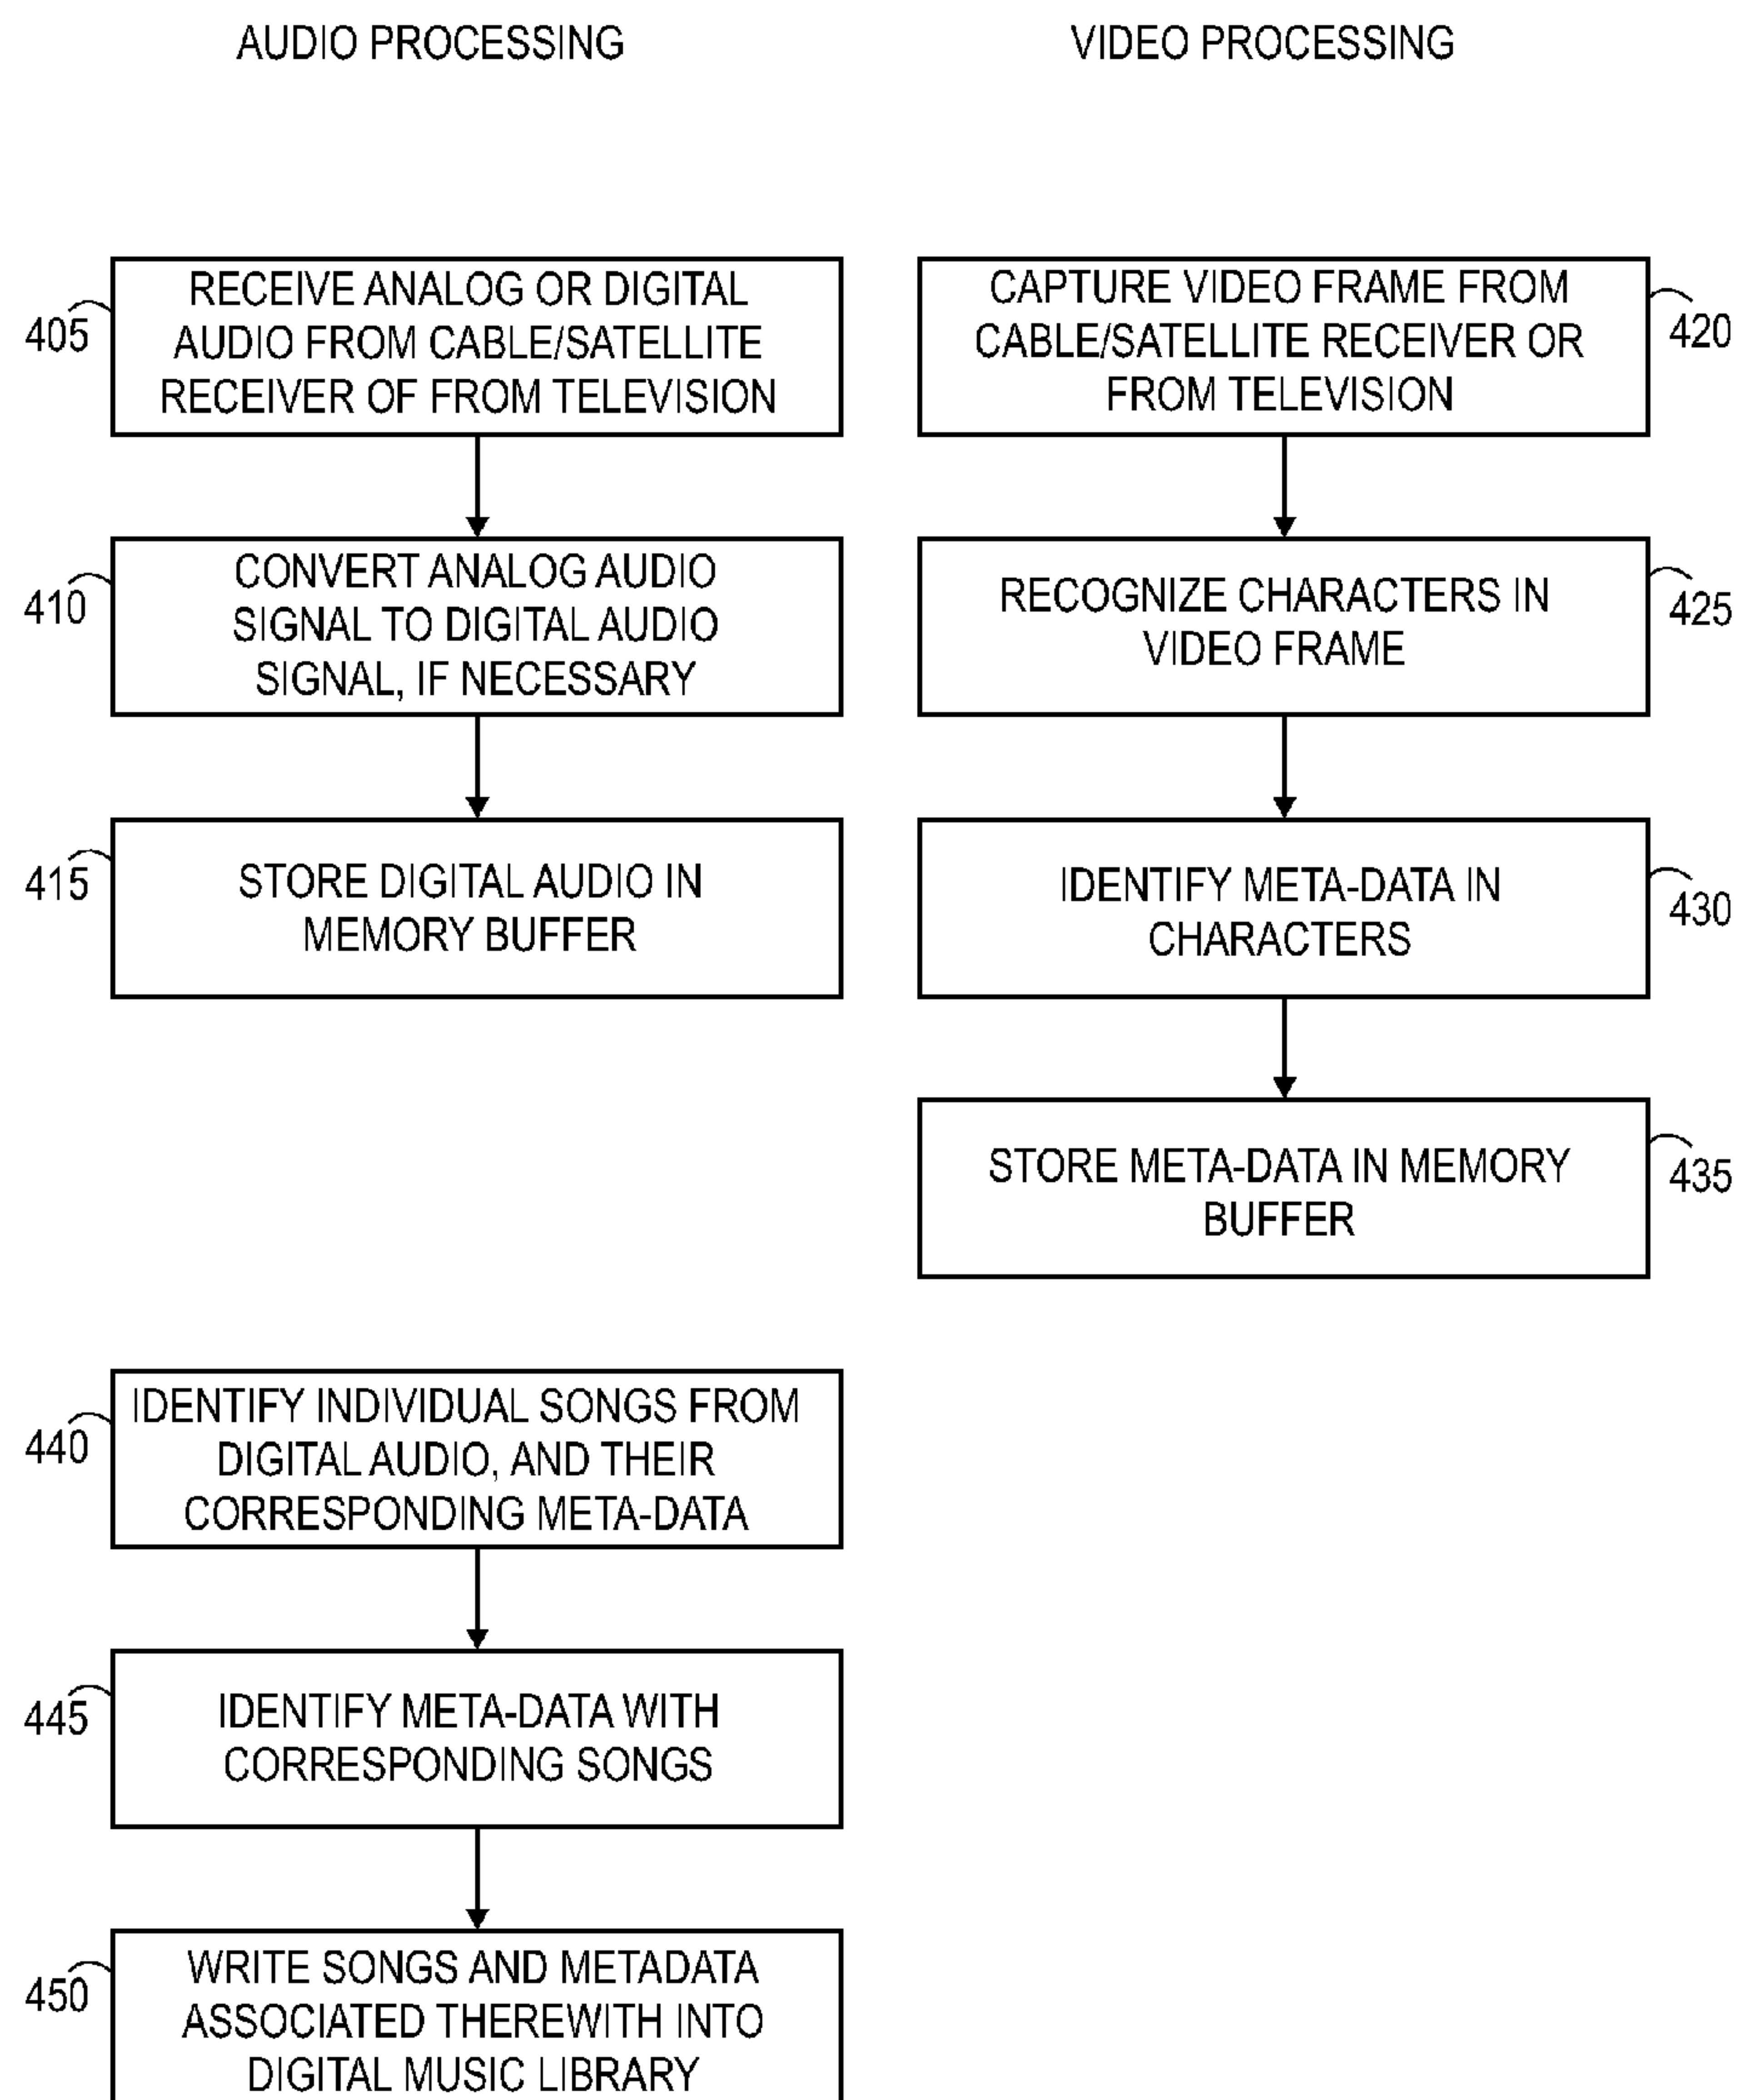 AUDIO PROCESSING
VIDEO PROCESSING
405
RECEIVE ANALOG OR DIGITAL
AUDIO FROM CABLE/SATELLITE
RECEIVER OF FROM TELEVISION
410
CONVERT ANALOG AUDIO
SIGNAL TO DIGITAL AUDIO
SIGNAL, IF NECESSARY
415
STORE DIGITAL AUDIO IN
MEMORY BUFFER
CAPTURE VIDEO FRAME FROM
CABLE/SATELLITE RECEIVER OR
FROM TELEVISION
420
RECOGNIZE CHARACTERS IN
VIDEO FRAME
425
IDENTIFY META-DATA IN
CHARACTERS
430
STORE META-DATA IN MEMORY
BUFFER
435
440
IDENTIFY INDIVIDUAL SONGS FROM
DIGITAL AUDIO, AND THEIR
CORRESPONDING META-DATA
445
IDENTIFY META-DATA WITH
CORRESPONDING SONGS
450
WRITE SONGS AND METADATA
ASSOCIATED THEREWITH INTO
DIGITAL MUSIC LIBRARY